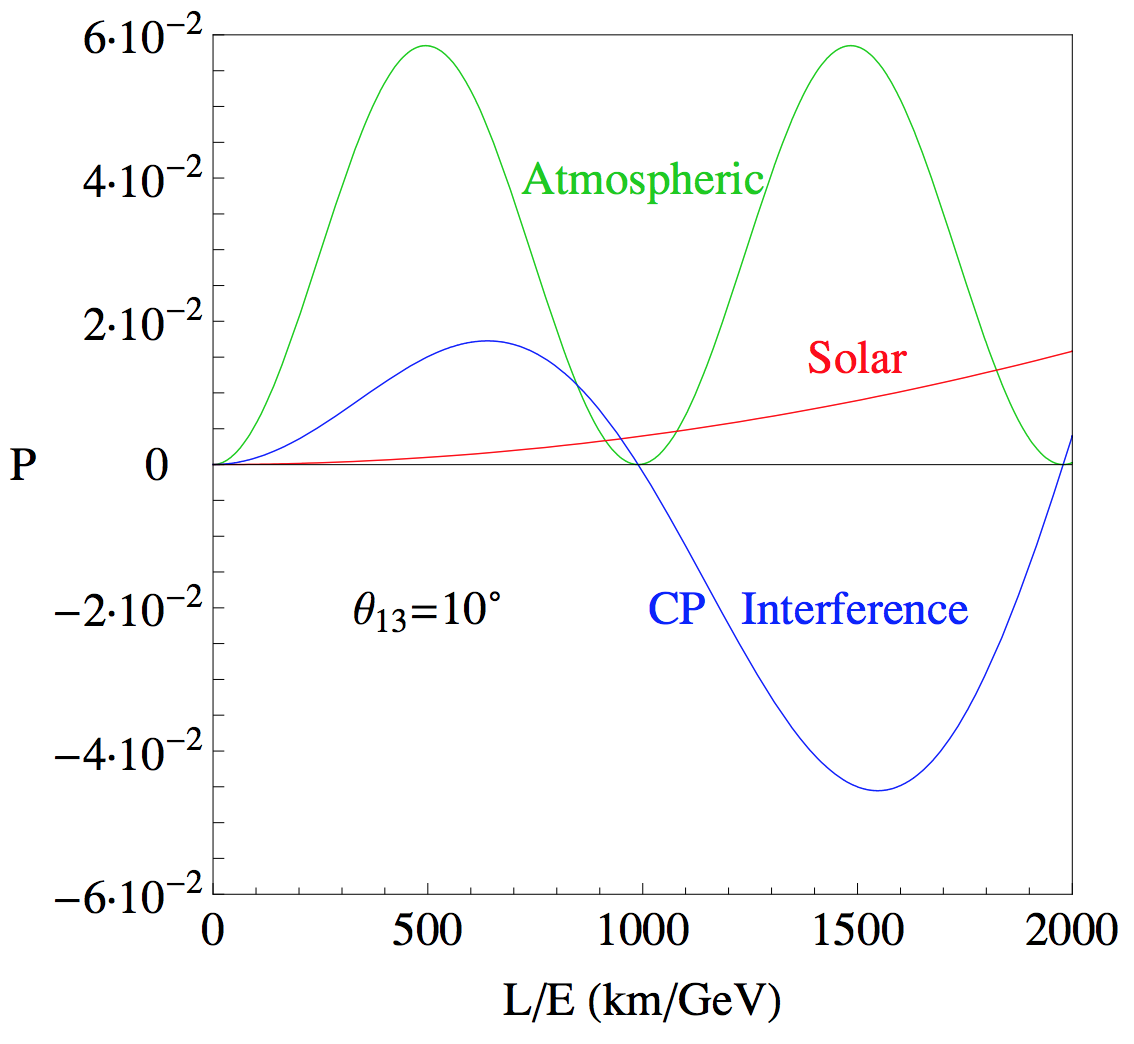 6·10⁻²
4·10⁻²
Atmospheric
2·10⁻²
Solar
P
0
−2·10⁻²
θ₁₃=10°
CP Interference
−4·10⁻²
−6·10⁻²
0 500 1000 1500 2000
L/E (km/GeV)